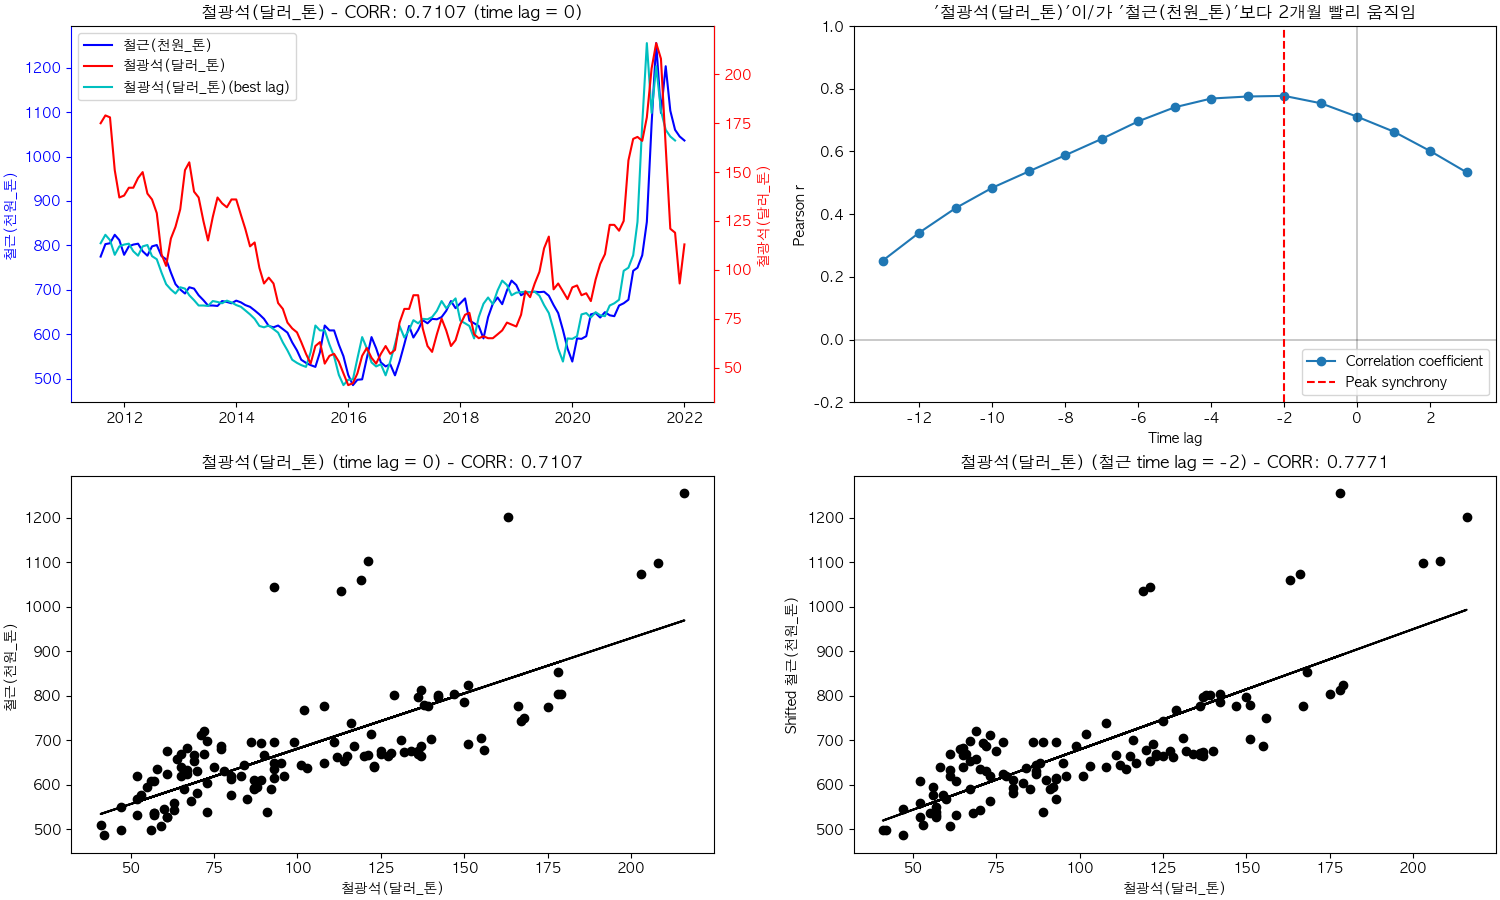 철광석(달러_톤) - CORR: 0.7107 (time lag = 0)
철근(천원_톤)
철광석(달러_톤)
철광석(달러_톤)(best lag)
1200
1100
1000
900
800
700
600
500
철근(천원_톤)
200
175
150
125
100
75
50
철광석(달러_톤)
2012 2014 2016 2018 2020 2022
'철광석(달러_톤)'이/가 '철근(천원_톤)'보다 2개월 빨리 움직임
1.0
0.8
0.6
0.4
0.2
0.0
-0.2
Pearson r
Correlation coefficient
Peak synchrony
-12 -10 -8 -6 -4 -2 0 2
Time lag
철광석(달러_톤) (time lag = 0) - CORR: 0.7107
1200
1100
1000
900
800
700
600
500
철근(천원_톤)
50 75 100 125 150 175 200
철광석(달러_톤)
철광석(달러_톤) (철근 time lag = -2) - CORR: 0.7771
1200
1100
1000
900
800
700
600
500
Shifted 철근(천원_톤)
50 75 100 125 150 175 200
철광석(달러_톤)